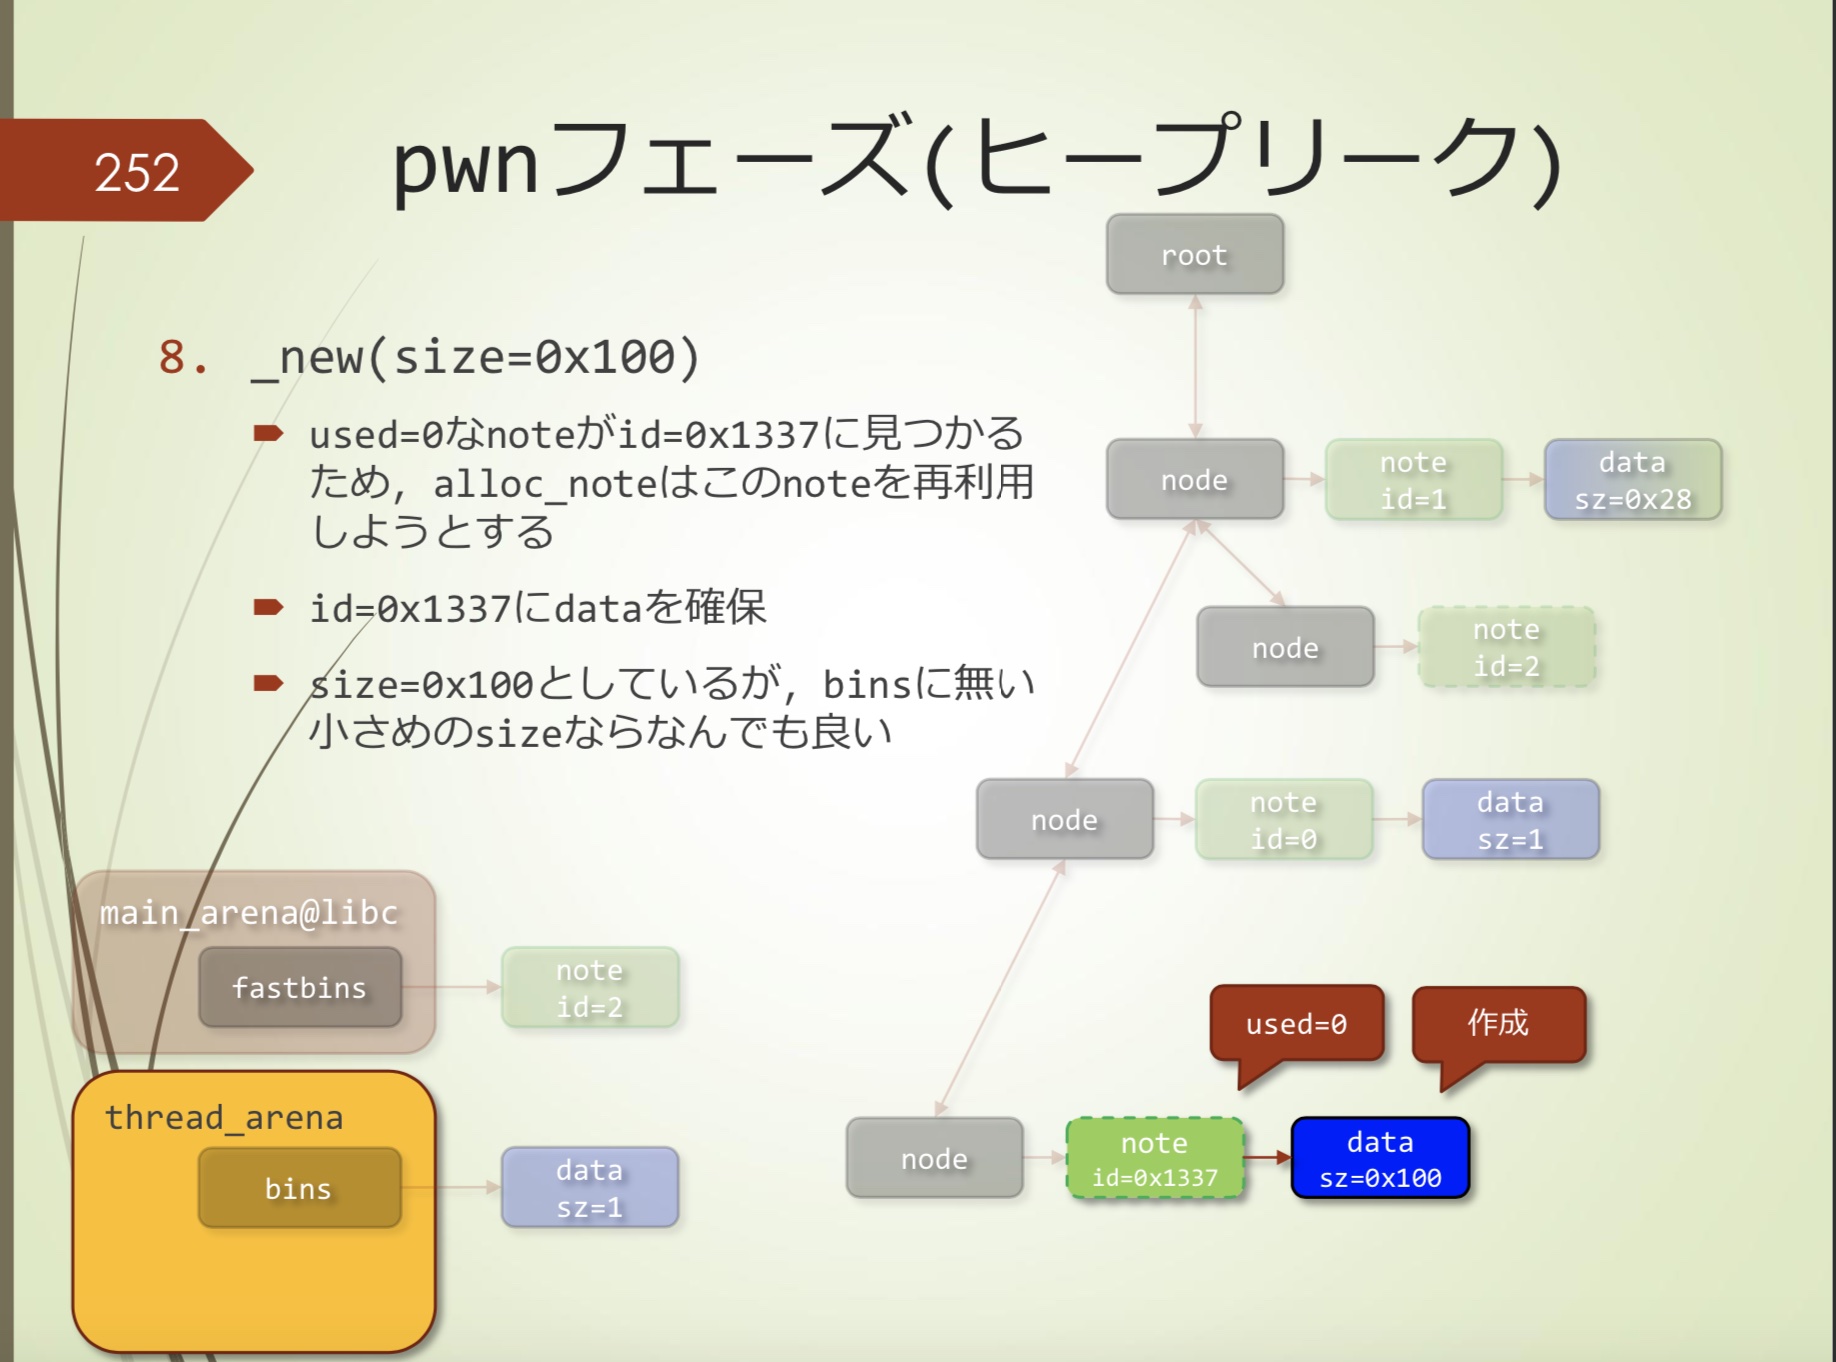 252
pwnフェーズ(ヒープリーク)
8. _new(size=0x100)
used=0なnoteがid=0x1337に見つかる
ため, alloc_noteはこのnoteを再利用
しようとする
id=0x1337にdataを確保
size=0x100としているが, binsに無い
小さめのsizeならなんでも良い
root
node
note
id=1
data
sz=0x28
node
note
id=2
node
note
id=0
data
sz=1
main_arena@libc
fastbins
note
id=2
used=0
作成
thread_arena
bins
data
sz=1
node
note
id=0x1337
data
sz=0x100